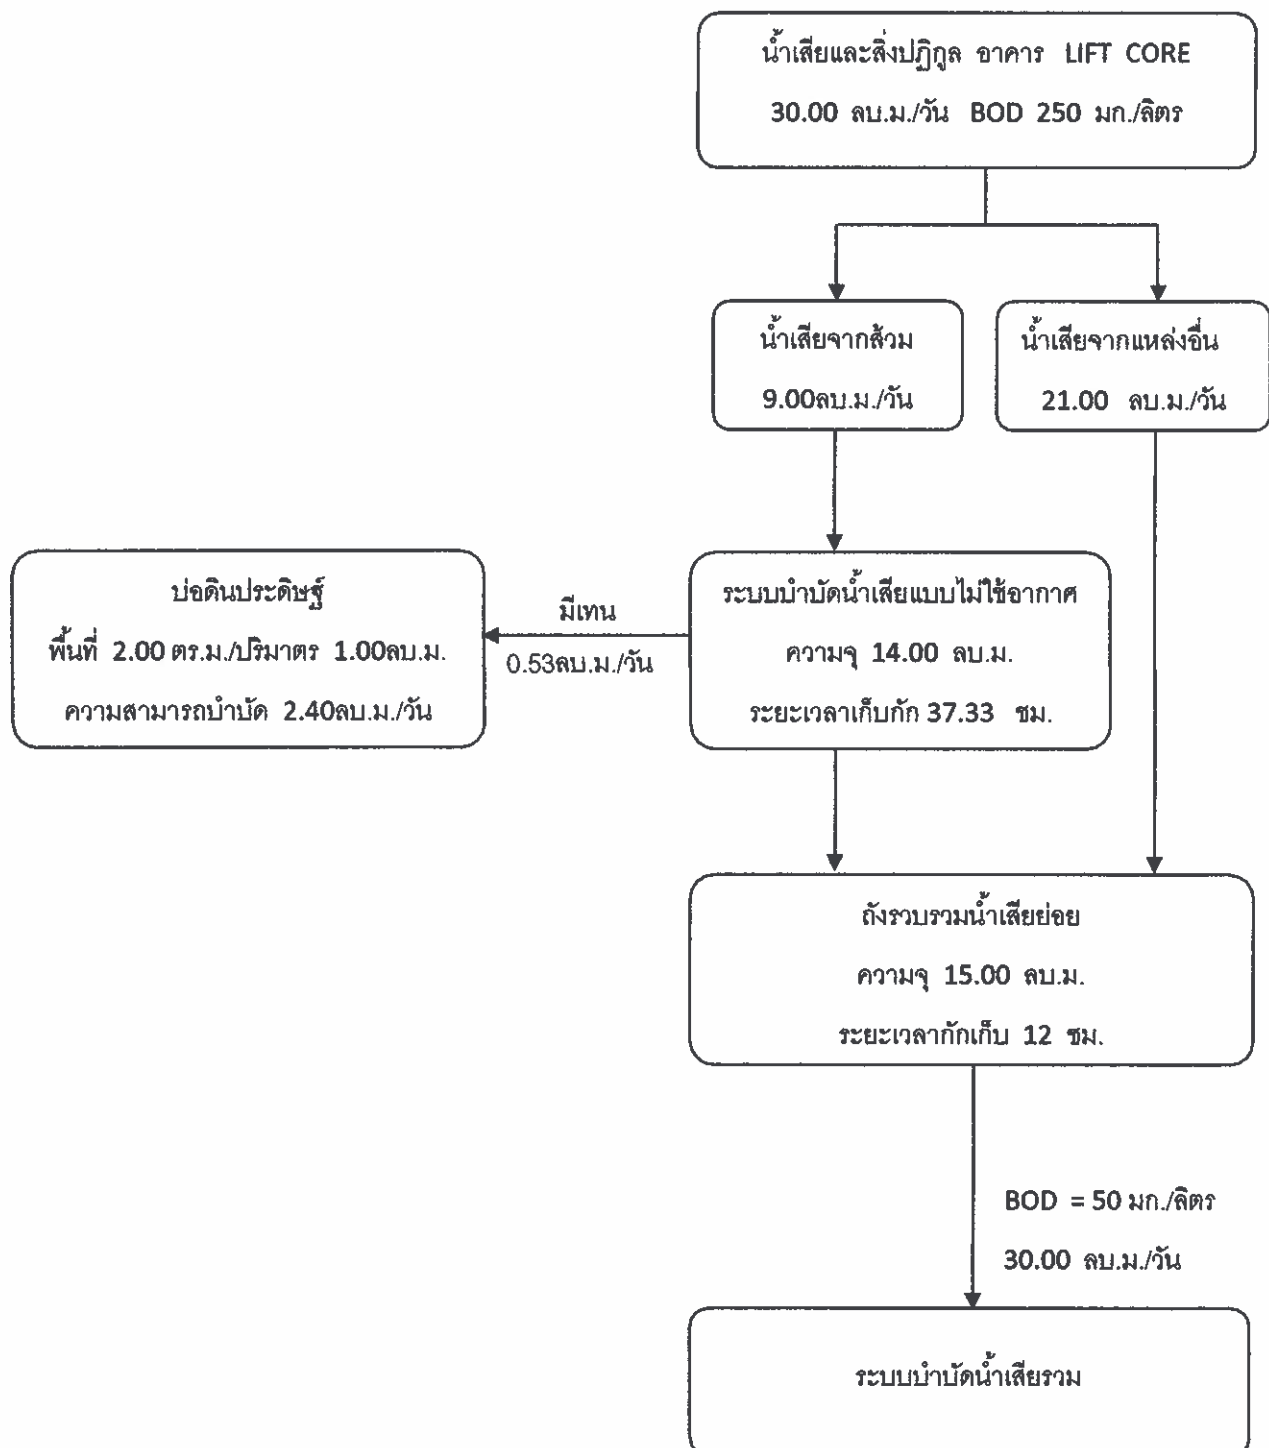 น้ำเสียและสิ่งปฏิกูล อาคาร LIFT CORE
30.00 ลบ.ม./วัน BOD 250 มก./ลิตร
น้ำเสียจากส้วม
9.00ลบ.ม./วัน
น้ำเสียจากแหล่งอื่น
21.00 ลบ.ม./วัน
บ่อดินประดิษฐ์
พื้นที่ 2.00 ตร.ม./ปริมาตร 1.00ลบ.ม.
ความสามารถบำบัด 2.40ลบ.ม./วัน
มีเทน
0.53ลบ.ม./วัน
ระบบบำบัดน้ำเสียแบบไม่ใช้อากาศ
ความจุ 14.00 ลบ.ม.
ระยะเวลาเก็บกัก 37.33 ชม.
ถังรวบรวมน้ำเสียย่อย
ความจุ 15.00 ลบ.ม.
ระยะเวลากักเก็บ 12 ชม.
BOD = 50 มก./ลิตร
30.00 ลบ.ม./วัน
ระบบบำบัดน้ำเสียรวม